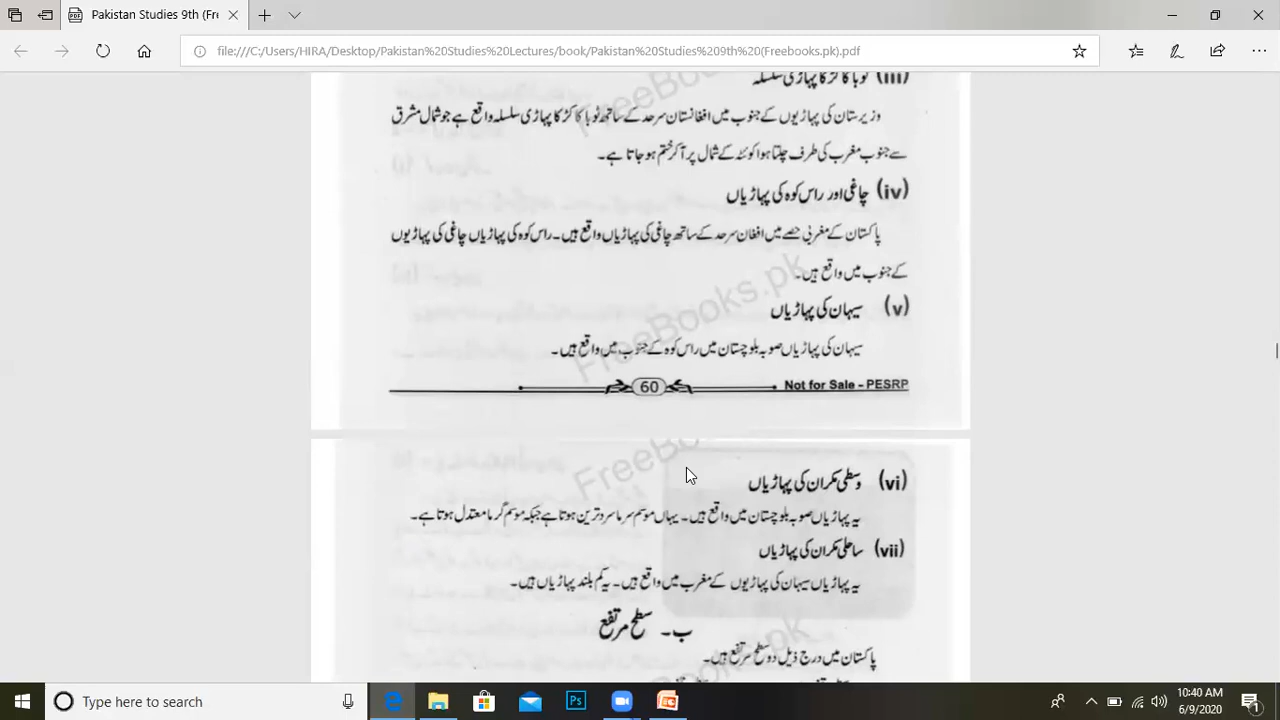 Pakistan Studies 9th (Fre
file:///C:/Users/HIRA/Desktop/Pakistan%20Studies%20Lectures/book/Pakistan%20Studies%209th%20(Freebooks.pk).pdf
(iii) ٹوبا کاکڑ کا پہاڑی سلسلہ
وزیرستان کی پہاڑیوں کے جنوب میں افغانستان سرحد کے ساتھ ٹوبا کاکڑ کا پہاڑی سلسلہ واقع ہے جو شمال مشرق
سے جنوب مغرب کی طرف چلتا ہوا کوئٹہ کے شمال پر آ کر ختم ہو جاتا ہے۔
(iv) چاغی اور راس کوہ کی پہاڑیاں
پاکستان کے مغربی حصے میں افغان سرحد کے ساتھ چاغی کی پہاڑیاں واقع ہیں۔ راس کوہ کی پہاڑیاں چاغی کی پہاڑیوں
کے جنوب میں واقع ہیں۔
(v) سیہان کی پہاڑیاں
سیہان کی پہاڑیاں صوبہ بلوچستان میں راس کوہ کے جنوب میں واقع ہیں۔
60 Not for Sale - PESRP
(vi) وسطی مکران کی پہاڑیاں
یہ پہاڑیاں صوبہ بلوچستان میں واقع ہیں۔ یہاں موسم سرما سرد ترین ہوتا ہے جبکہ موسم گرما معتدل ہوتا ہے۔
(vii) ساحلی مکران کی پہاڑیاں
یہ پہاڑیاں سیہان کی پہاڑیوں کے مغرب میں واقع ہیں۔ یہ کم بلند پہاڑیاں ہیں۔
ب۔ سطح مرتفع
پاکستان میں درج ذیل دو سطح مرتفع ہیں۔
FreeBooks.pk
FreeBooks.pk
Type here to search
8:40 AM
6/9/2020